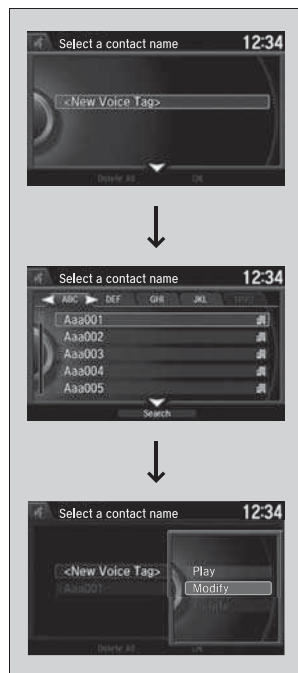 Select a contact name 12:34
<New Voice Tag>
Delete All OK
Select a contact name 12:34
ABC DEF GHI JKL
Aaa001
Aaa002
Aaa003
Aaa004
Aaa005
Search
Select a contact name 12:34
<New Voice Tag>
Aaa001
Play
Modify
Delete
Delete All OK